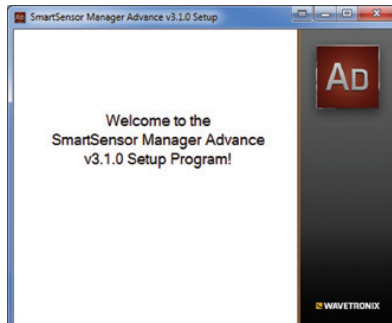 SmartSensor Manager Advance v3.1.0 Setup
AD
Welcome to the
SmartSensor Manager Advance
v3.1.0 Setup Program!
WAVETRONIX